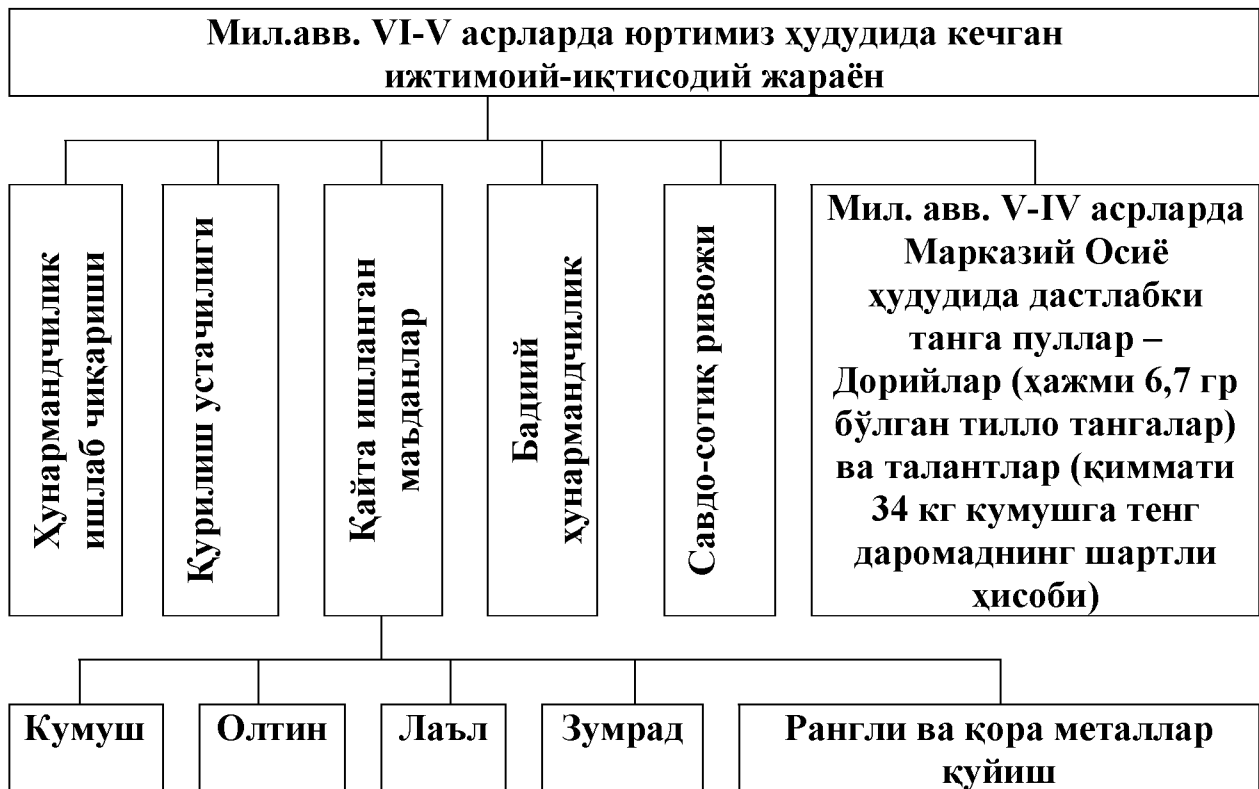 Мил.авв. VI-V асрларда юртимиз ҳудудида кечган
ижтимоий-иқтисодий жараён
Ҳунармандчилик
ишлаб чиқариши
Қурилиш устачилиги
Қайта ишланган
маъданлар
Бадиий
ҳунармандчилик
Савдо-сотиқ ривожи
Мил. авв. V-IV асрларда
Марказий Осиё
ҳудудида дастлабки
танга пуллар –
Дорийлар (ҳажми 6,7 гр
бўлган тилло тангалар)
ва талантлар (қиммати
34 кг кумушга тенг
даромаднинг шартли
ҳисоби)
Кумуш
Олтин
Лаъл
Зумрад
Рангли ва қора металлар
қуйиш